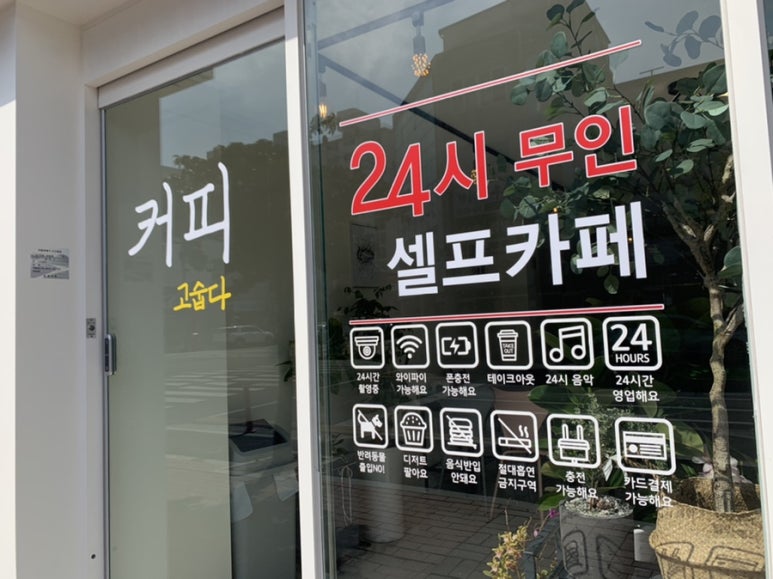 커피
고숩다
24시 무인
셀프카페
24시간
촬영중
와이파이
가능해요
폰충전
가능해요
TAKE
OUT
테이크아웃
24시 음악
24
HOURS
24시간
영업해요
반려동물
출입NO!
디저트
팔아요
음식반입
안돼요
절대흡연
금지구역
충전
가능해요
카드결제
가능해요